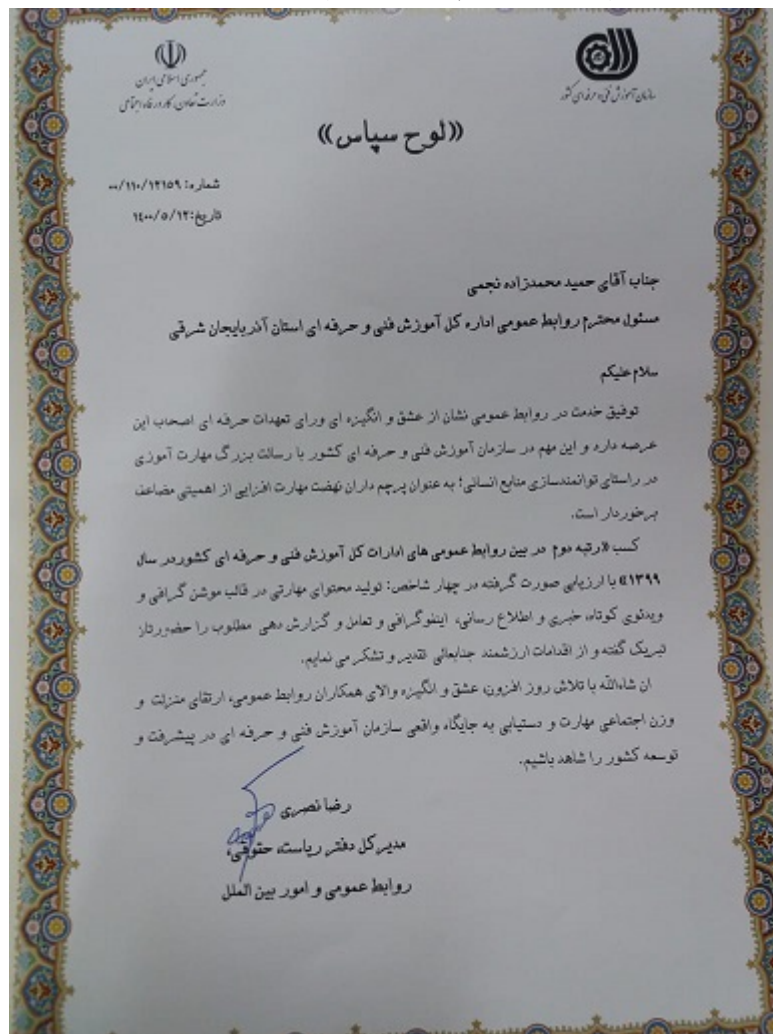 جمهوری اسلامی ایران
وزارت تعاون، کار و رفاه اجتماعی
سازمان آموزش فنی و حرفه ای کشور
«لوح سپاس»
شماره: ۰۰/۱۱۰/۱۲۱۵۹
تاریخ: ۱۴۰۰/۵/۱۲
جناب آقای حمید محمدزاده نجمی
مسئول محترم روابط عمومی اداره کل آموزش فنی و حرفه ای استان آذربایجان شرقی
سلام علیکم
توفیق خدمت در روابط عمومی نشان از عشق و انگیزه ای ورای تعهدات حرفه ای اصحاب این
عرصه دارد و این مهم در سازمان آموزش فنی و حرفه ای کشور با رسالت بزرگ مهارت آموزی
در راستای توانمندسازی منابع انسانی؛ به عنوان پرچم داران نهضت مهارت افزایی از اهمیتی مضاعف
برخوردار است.
کسب «رتبه دوم در بین روابط عمومی های ادارات کل آموزش فنی و حرفه ای کشوردر سال
۱۳۹۹» با ارزیابی صورت گرفته در چهار شاخص: تولید محتوای مهارتی در قالب موشن گرافی و
ویدئوی کوتاه، خبری و اطلاع رسانی، اینفوگرافی و تعامل و گزارش دهی مطلوب را حضورتان
تبریک گفته و از اقدامات ارزشمند جنابعالی تقدیر و تشکر می نمایم.
ان شاءالله با تلاش روز افزون، عشق و انگیزه والای همکاران روابط عمومی، ارتقای منزلت و
وزن اجتماعی مهارت و دستیابی به جایگاه واقعی سازمان آموزش فنی و حرفه ای در پیشرفت و
توسعه کشور را شاهد باشیم.
رضا نصری
مدیر کل دفتر ریاست، حقوقی،
روابط عمومی و امور بین الملل